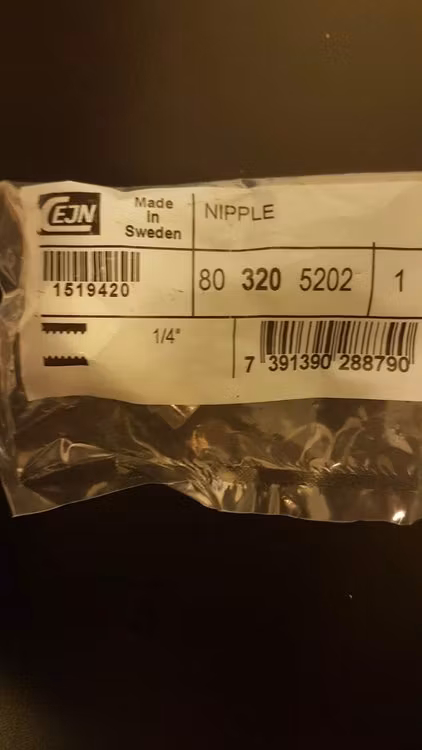 CEJN
Made
in
Sweden
NIPPLE
1519420
80 320 5202
1
1/4"
7 391390 288790